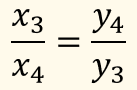 x₃/x₄ = y₄/y₃